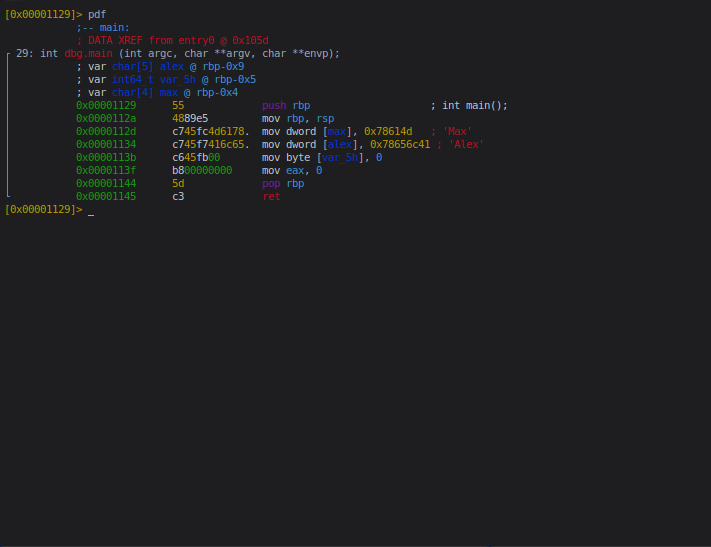 [0x00001129]> pdf
;-- main:
; DATA XREF from entry0 @ 0x105d
29: int dbg.main (int argc, char **argv, char **envp);
; var char[5] alex @ rbp-0x9
; var int64_t var_5h @ rbp-0x5
; var char[4] max @ rbp-0x4
0x00001129 55 push rbp ; int main();
0x0000112a 4889e5 mov rbp, rsp
0x0000112d c745fc4d6178. mov dword [max], 0x78614d ; 'Max'
0x00001134 c745f7416c65. mov dword [alex], 0x78656c41 ; 'Alex'
0x0000113b c645fb00 mov byte [var_5h], 0
0x0000113f b800000000 mov eax, 0
0x00001144 5d pop rbp
0x00001145 c3 ret
[0x00001129]> _